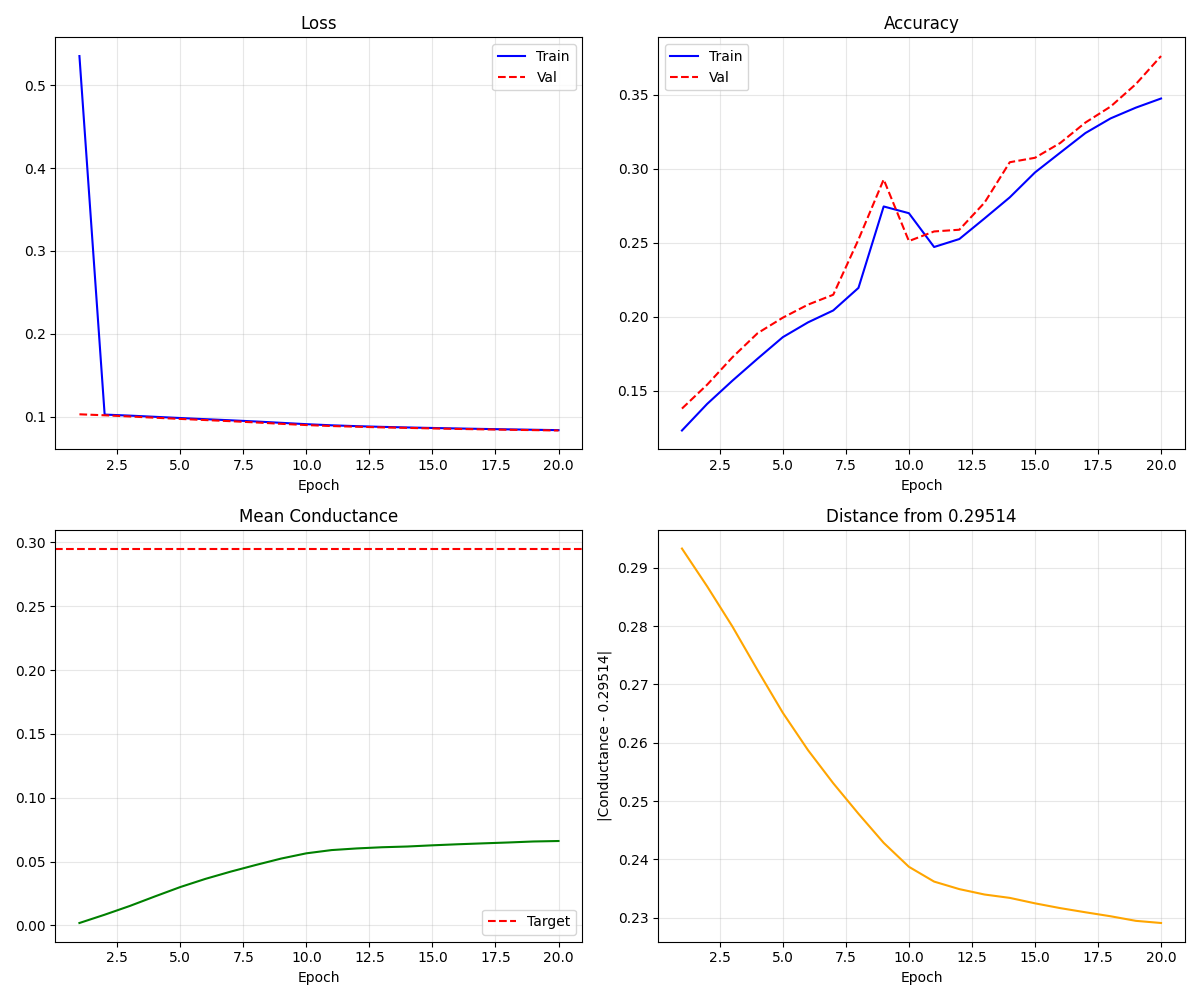 Loss
0.5
0.4
0.3
0.2
0.1
Train
Val
2.5 5.0 7.5 10.0 12.5 15.0 17.5 20.0
Epoch
Accuracy
0.35
0.30
0.25
0.20
0.15
Train
Val
2.5 5.0 7.5 10.0 12.5 15.0 17.5 20.0
Epoch
Mean Conductance
0.30
0.25
0.20
0.15
0.10
0.05
0.00
Target
2.5 5.0 7.5 10.0 12.5 15.0 17.5 20.0
Epoch
Distance from 0.29514
|Conductance - 0.29514|
0.29
0.28
0.27
0.26
0.25
0.24
0.23
2.5 5.0 7.5 10.0 12.5 15.0 17.5 20.0
Epoch